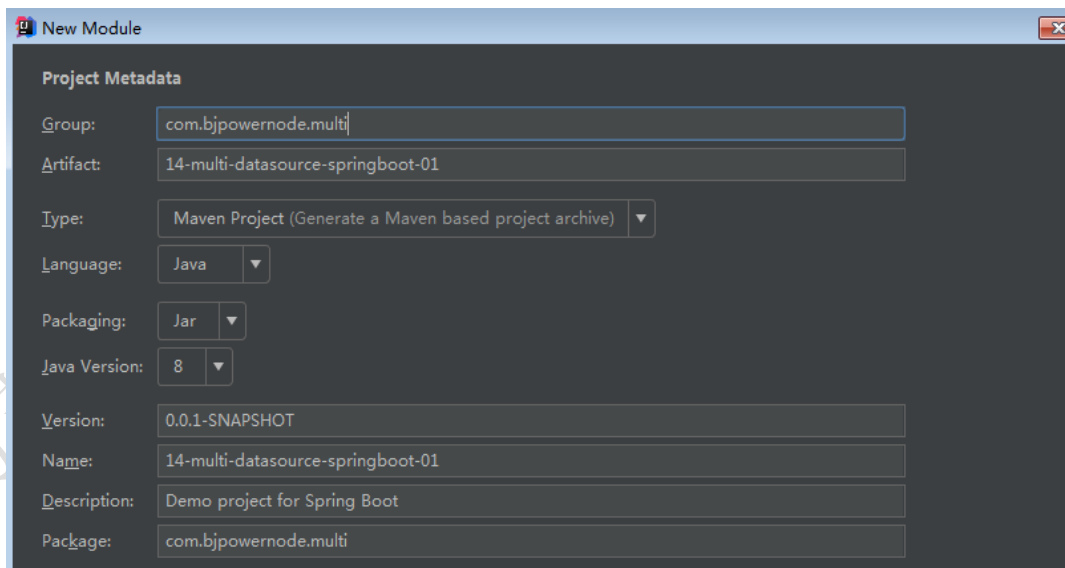 New Module
Project Metadata
Group: com.bjpowernode.multi
Artifact: 14-multi-datasource-springboot-01
Type: Maven Project (Generate a Maven based project archive)
Language: Java
Packaging: Jar
Java Version: 8
Version: 0.0.1-SNAPSHOT
Name: 14-multi-datasource-springboot-01
Description: Demo project for Spring Boot
Package: com.bjpowernode.multi